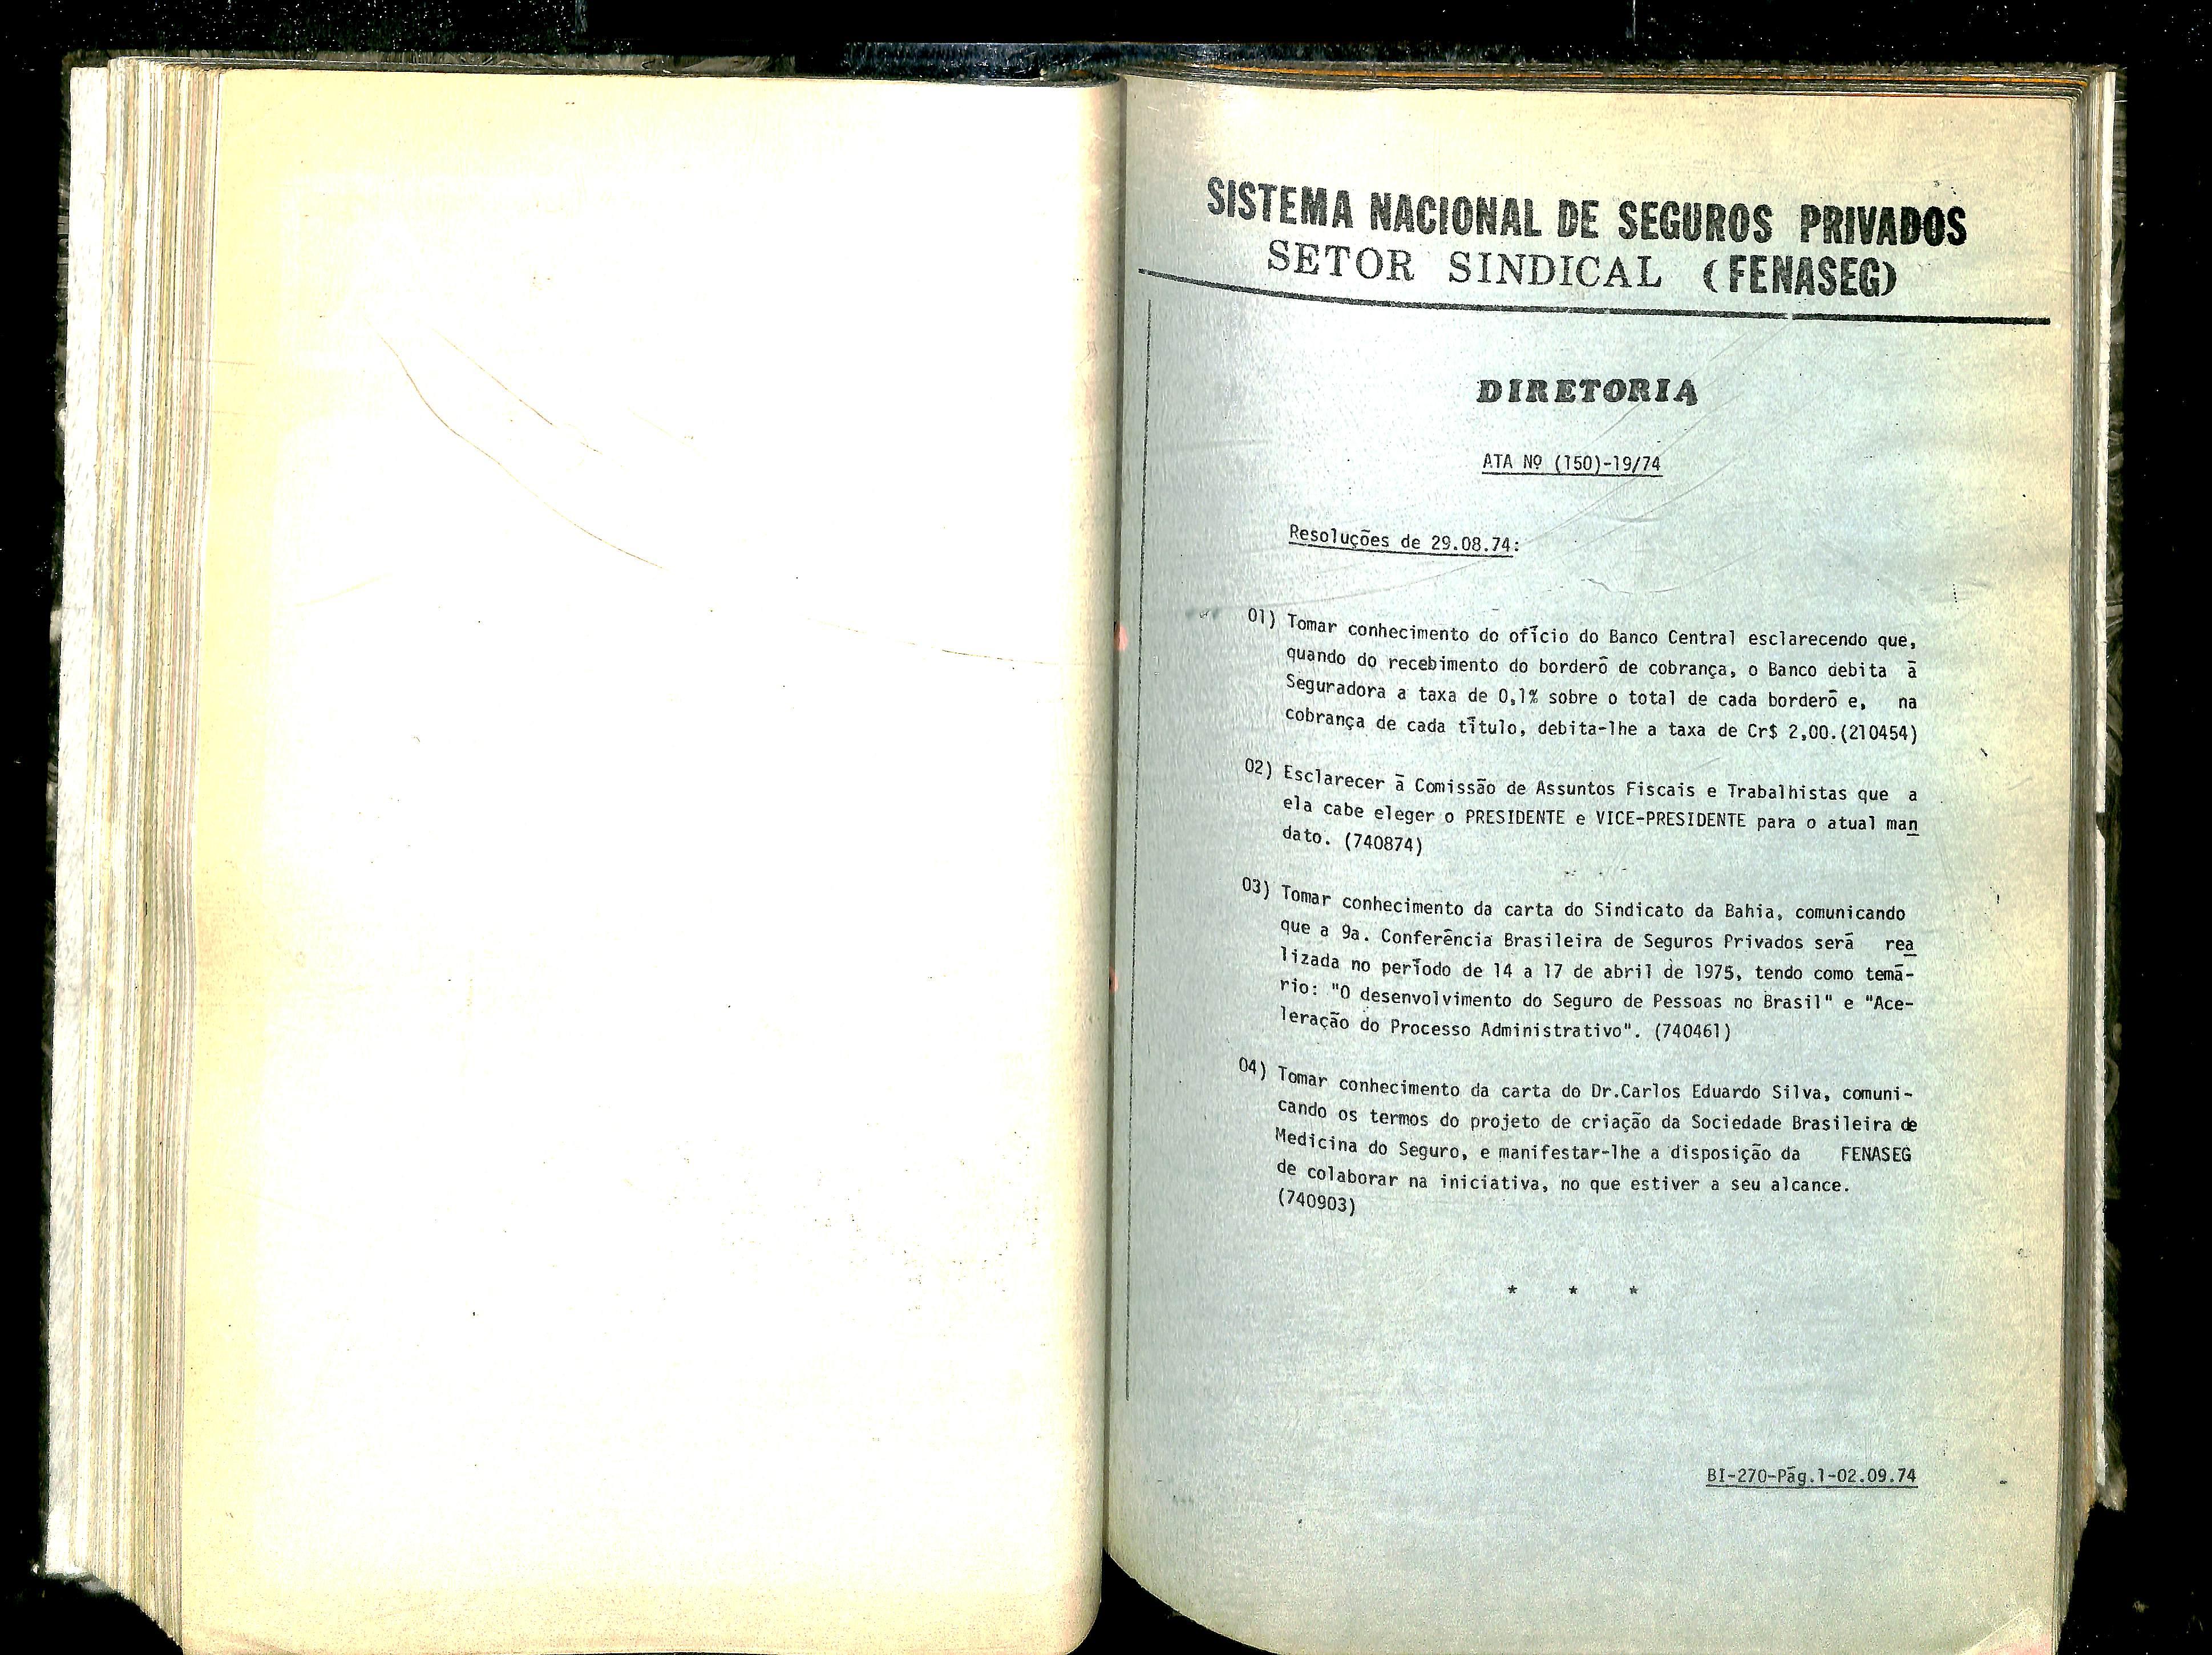 SISTEMA NACIONAL DE SEGUROS PRIVADOS
SETOR SINDICAL (FENASEG)
DIRETORIA
ATA Nº (150)-19/74
Resoluções de 29.08.74:
01) Tomar conhecimento do ofício do Banco Central esclarecendo que,
quando do recebimento do borderô de cobrança, o Banco debita à
Seguradora a taxa de 0,1% sobre o total de cada borderô e, na
cobrança de cada título, debita-lhe a taxa de Cr$ 2,00.(210454)
02) Esclarecer à Comissão de Assuntos Fiscais e Trabalhistas que a
ela cabe eleger o PRESIDENTE e VICE-PRESIDENTE para o atual man
dato. (740874)
03) Tomar conhecimento da carta do Sindicato da Bahia, comunicando
que a 9a. Conferência Brasileira de Seguros Privados será rea
lizada no período de 14 a 17 de abril de 1975, tendo como temá-
rio: "O desenvolvimento do Seguro de Pessoas no Brasil" e "Ace-
leração do Processo Administrativo". (740461)
04) Tomar conhecimento da carta do Dr.Carlos Eduardo Silva, comuni-
cando os termos do projeto de criação da Sociedade Brasileira de
Medicina do Seguro, e manifestar-lhe a disposição da FENASEG
de colaborar na iniciativa, no que estiver a seu alcance.
(740903)
* * *
BI-270-Pág.1-02.09.74